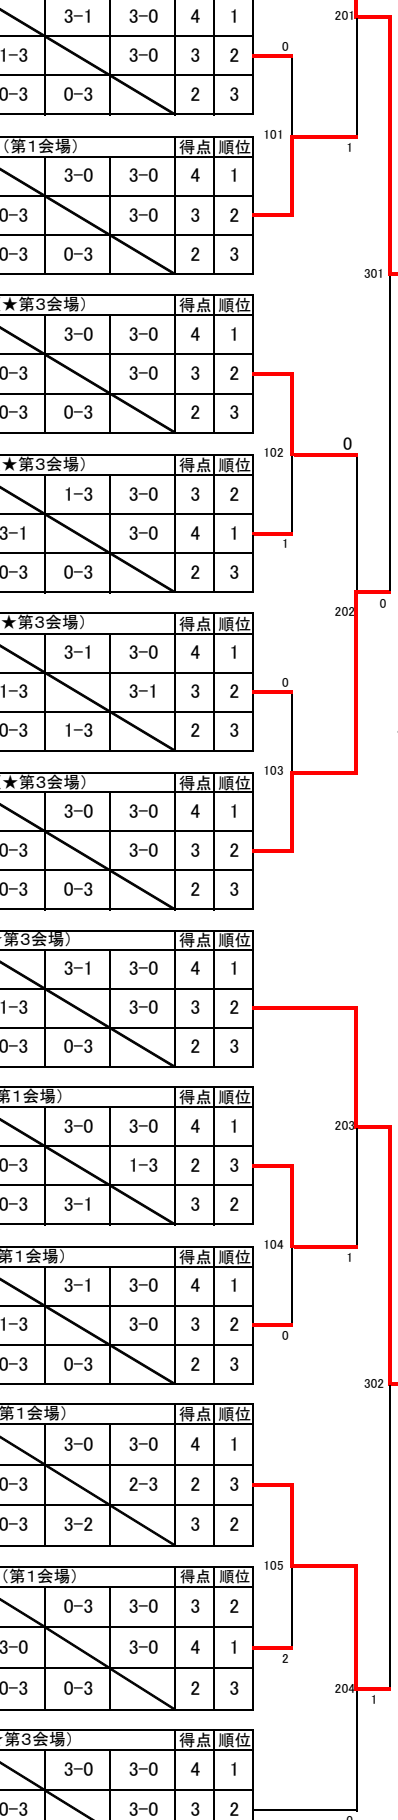 3-1 3-0 4 1
1-3 3-0 3 2
0-3 0-3 2 3
(第1会場) 得点 順位
3-0 3-0 4 1
0-3 3-0 3 2
0-3 0-3 2 3
★第3会場) 得点 順位
3-0 3-0 4 1
0-3 3-0 3 2
0-3 0-3 2 3
★第3会場) 得点 順位
1-3 3-0 3 2
3-1 3-0 4 1
0-3 0-3 2 3
★第3会場) 得点 順位
3-1 3-0 4 1
1-3 3-1 3 2
0-3 1-3 2 3
★第3会場) 得点 順位
3-0 3-0 4 1
0-3 3-0 3 2
0-3 0-3 2 3
第3会場) 得点 順位
3-1 3-0 4 1
1-3 3-0 3 2
0-3 0-3 2 3
第1会場) 得点 順位
3-0 3-0 4 1
0-3 1-3 2 3
0-3 3-1 3 2
第1会場) 得点 順位
3-1 3-0 4 1
1-3 3-0 3 2
0-3 0-3 2 3
第1会場) 得点 順位
3-0 3-0 4 1
0-3 2-3 2 3
0-3 3-2 3 2
(第1会場) 得点 順位
0-3 3-0 3 2
3-0 3-0 4 1
0-3 0-3 2 3
第3会場) 得点 順位
3-0 3-0 4 1
0-3 3-0 3 2
201
0
101
1
301
0
102
1
202
0
0
103
203
104
1
0
302
105
2
204
1